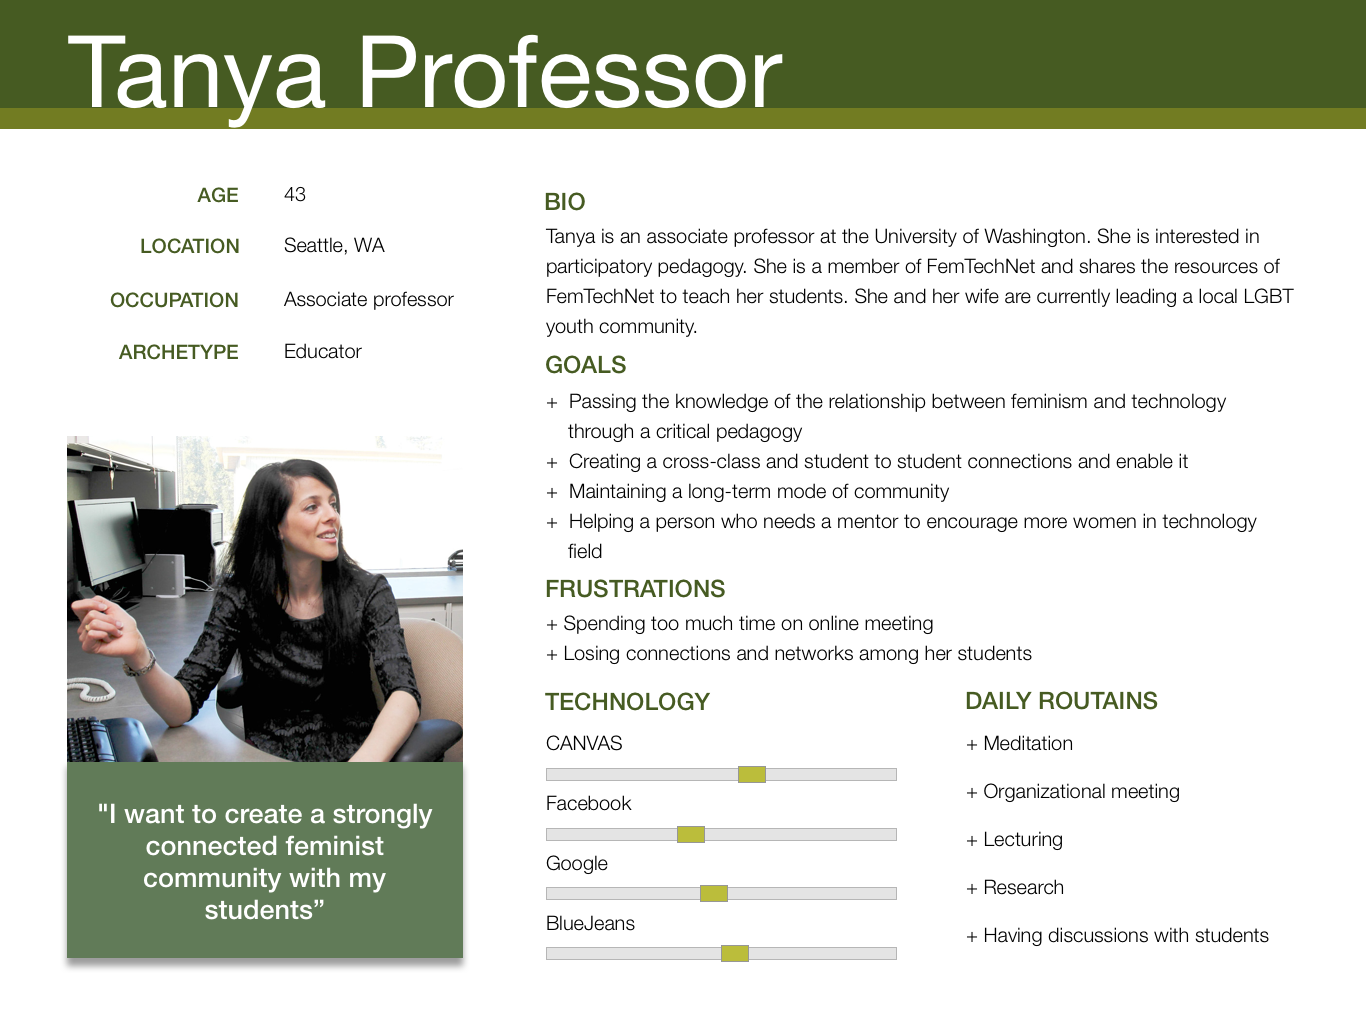 Tanya Professor
AGE 43
LOCATION Seattle, WA
OCCUPATION Associate professor
ARCHETYPE Educator
"I want to create a strongly
connected feminist
community with my
students”
BIO
Tanya is an associate professor at the University of Washington. She is interested in
participatory pedagogy. She is a member of FemTechNet and shares the resources of
FemTechNet to teach her students. She and her wife are currently leading a local LGBT
youth community.
GOALS
+ Passing the knowledge of the relationship between feminism and technology
through a critical pedagogy
+ Creating a cross-class and student to student connections and enable it
+ Maintaining a long-term mode of community
+ Helping a person who needs a mentor to encourage more women in technology
field
FRUSTRATIONS
+ Spending too much time on online meeting
+ Losing connections and networks among her students
TECHNOLOGY
CANVAS
Facebook
Google
BlueJeans
DAILY ROUTAINS
+ Meditation
+ Organizational meeting
+ Lecturing
+ Research
+ Having discussions with students